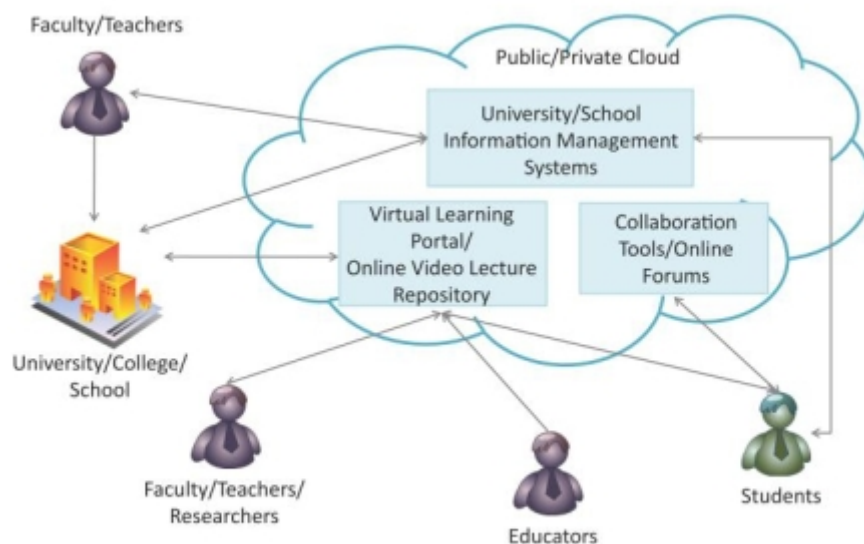 Faculty/Teachers
Public/Private Cloud
University/School
Information Management
Systems
Virtual Learning
Portal/
Online Video Lecture
Repository
Collaboration
Tools/Online
Forums
University/College/
School
Faculty/Teachers/
Researchers
Educators
Students